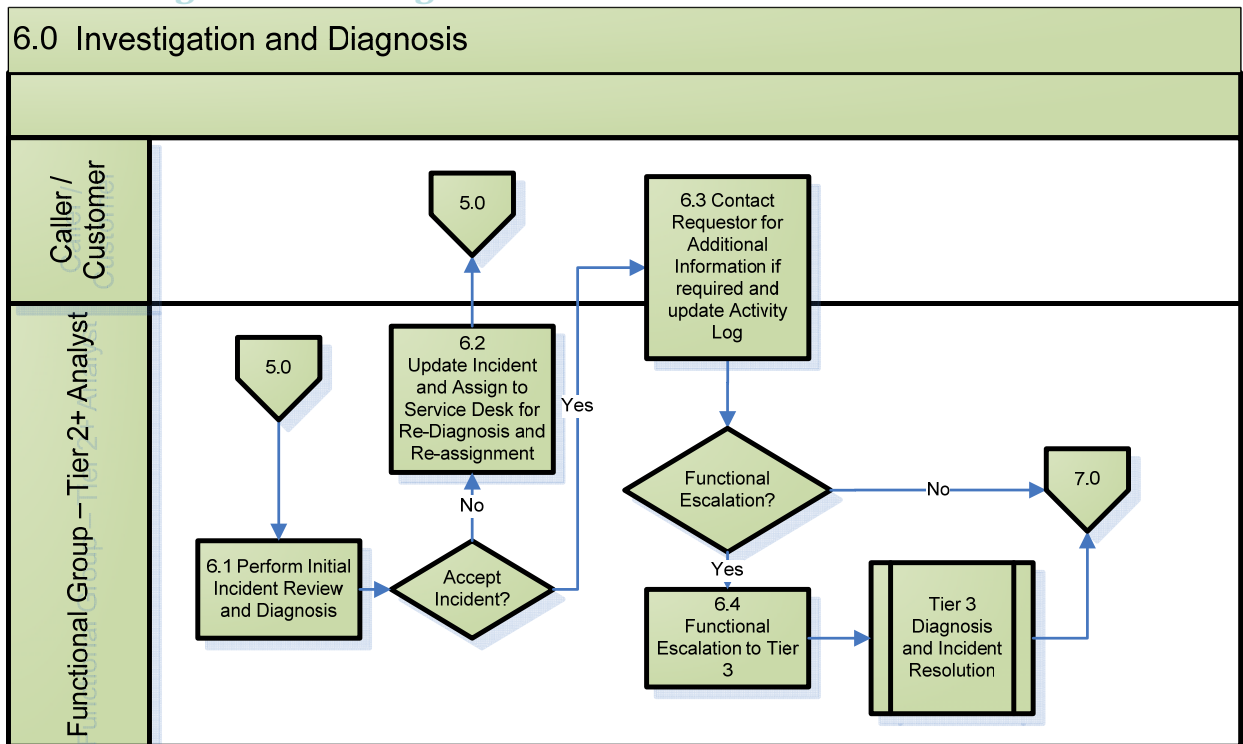 6.0 Investigation and Diagnosis
Caller /
Customer
5.0
6.3 Contact
Requestor for
Additional
Information if
required and
update Activity
Log
Functional Group – Tier 2+ Analyst
5.0
6.2
Update Incident
and Assign to
Service Desk for
Re-Diagnosis and
Re-assignment
Yes
No
6.1 Perform Initial
Incident Review
and Diagnosis
Accept
Incident?
Functional
Escalation?
No
7.0
Yes
6.4
Functional
Escalation to Tier
3
Tier 3
Diagnosis
and Incident
Resolution